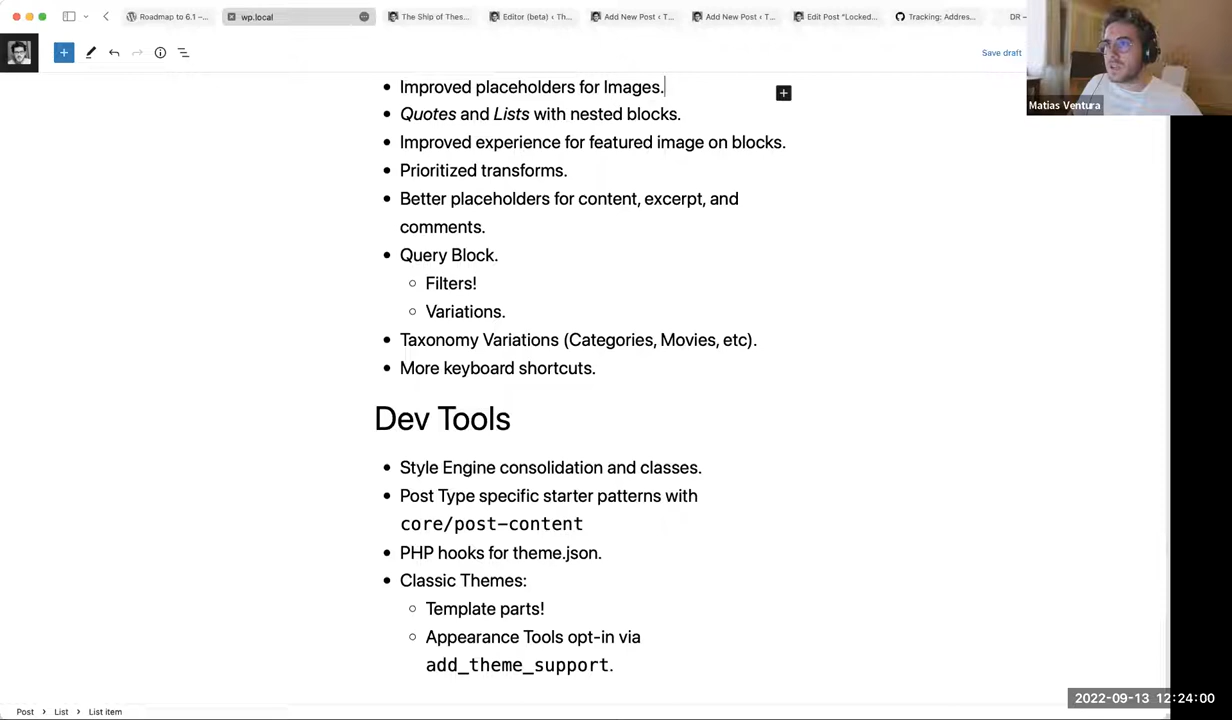 Roadmap to 6.1 –...
wp.local
The Ship of Thes...
Editor (beta) ‹ Th...
Add New Post ‹ T...
Add New Post ‹ T...
Edit Post "Locked...
Tracking: Addres...
DR –
Save draft
Matias Ventura
Improved placeholders for Images.
Quotes and Lists with nested blocks.
Improved experience for featured image on blocks.
Prioritized transforms.
Better placeholders for content, excerpt, and
comments.
Query Block.
Filters!
Variations.
Taxonomy Variations (Categories, Movies, etc).
More keyboard shortcuts.
Dev Tools
Style Engine consolidation and classes.
Post Type specific starter patterns with
core/post-content
PHP hooks for theme.json.
Classic Themes:
Template parts!
Appearance Tools opt-in via
add_theme_support.
2022-09-13 12:24:00
Post › List › List item